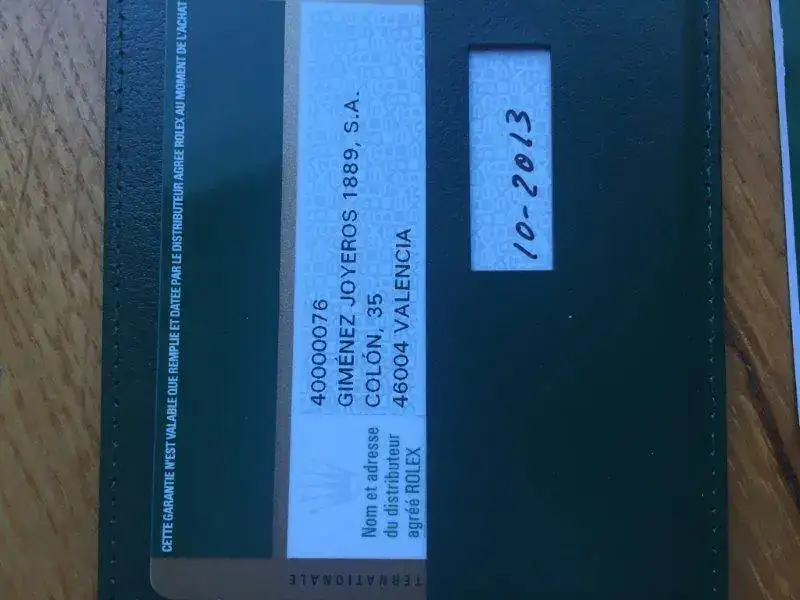 CETTE GARANTIE N'EST VALABLE QUE REMPLIE ET DATEE PAR LE DISTRIBUTEUR AGREE ROLEX AU MOMENT DE L'ACHAT
40000076
GIMENEZ JOYEROS 1889, S.A.
COLÓN, 35
46004 VALENCIA
Nom et adresse
du distributeur
agréé ROLEX
10-2013